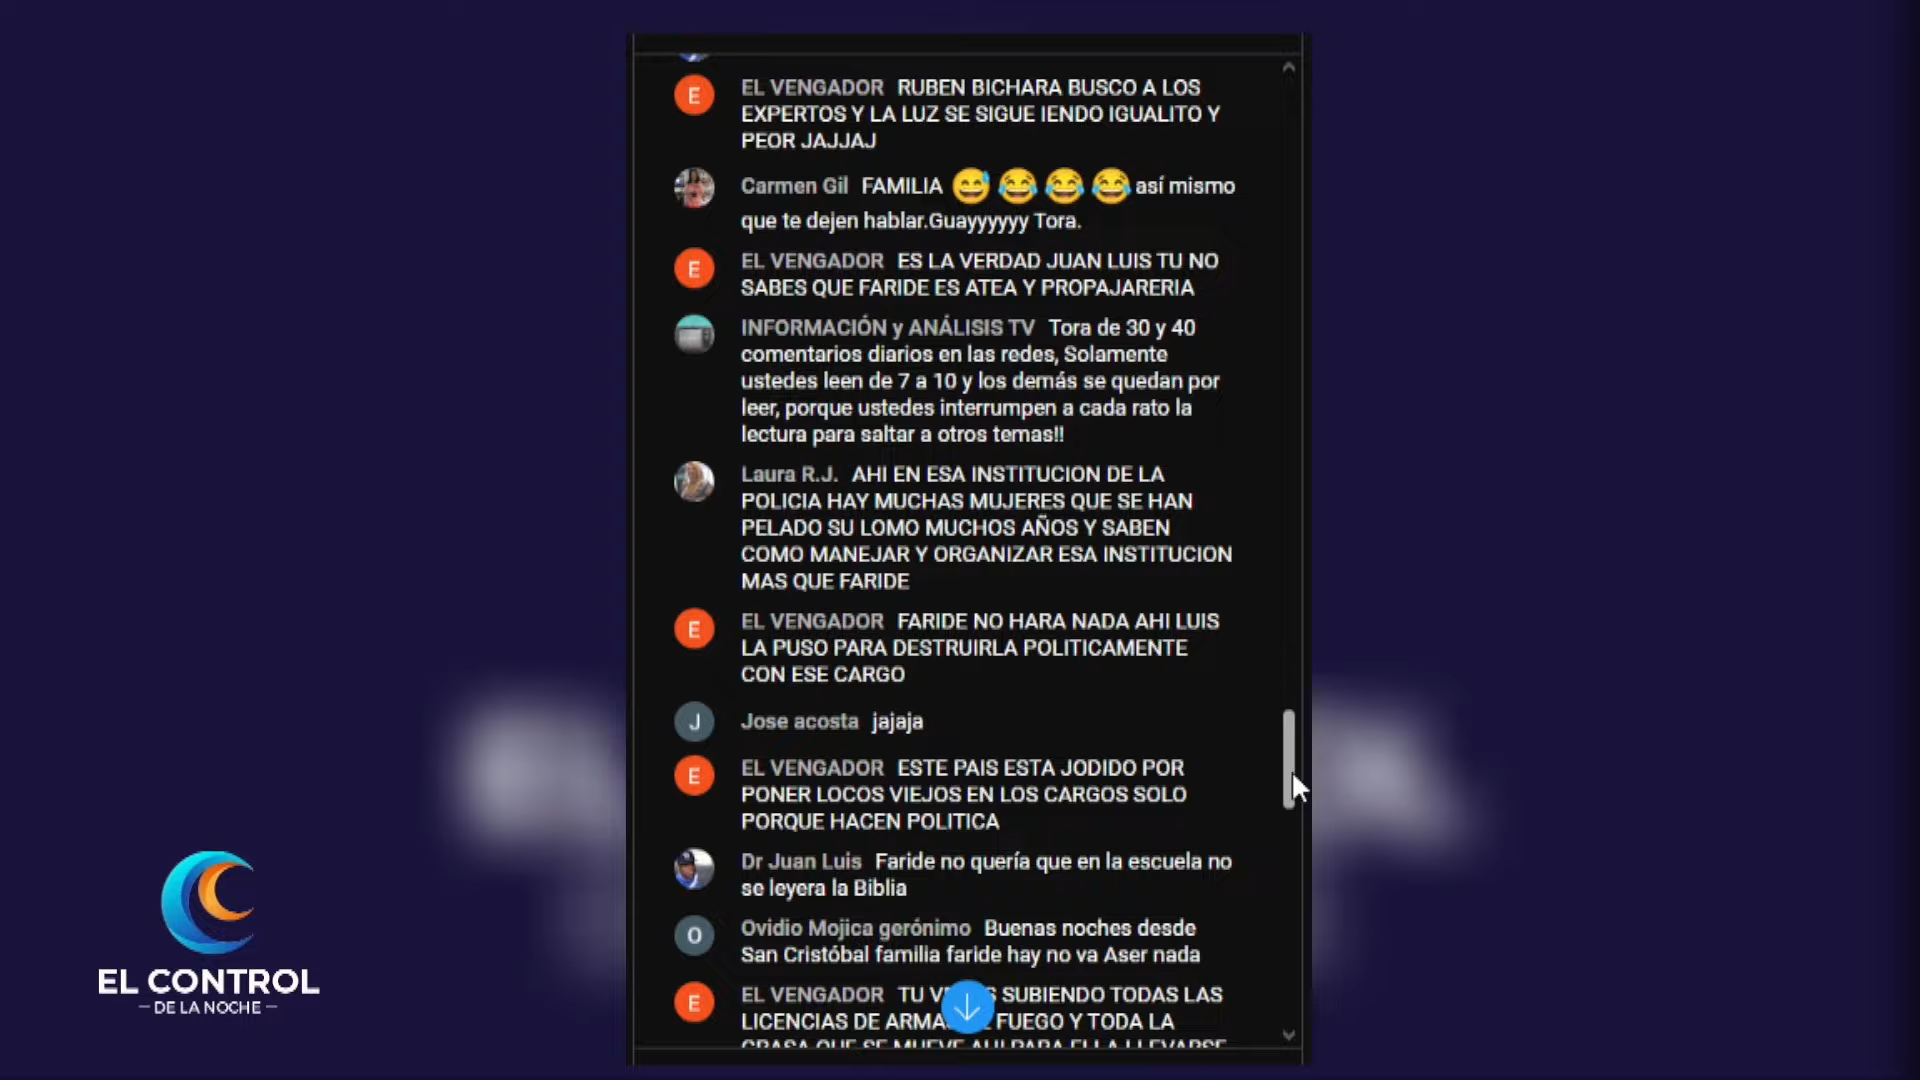 EL VENGADOR RUBEN BICHARA BUSCO A LOS
EXPERTOS Y LA LUZ SE SIGUE IENDO IGUALITO Y
PEOR JAJJAJ
Carmen Gil FAMILIA 😅😂😂😂 así mismo
que te dejen hablar.Guayyyyyy Tora.
EL VENGADOR ES LA VERDAD JUAN LUIS TU NO
SABES QUE FARIDE ES ATEA Y PROPAJARERIA
INFORMACIÓN y ANÁLISIS TV Tora de 30 y 40
comentarios diarios en las redes, Solamente
ustedes leen de 7 a 10 y los demás se quedan por
leer, porque ustedes interrumpen a cada rato la
lectura para saltar a otros temas!!
Laura R.J. AHI EN ESA INSTITUCION DE LA
POLICIA HAY MUCHAS MUJERES QUE SE HAN
PELADO SU LOMO MUCHOS AÑOS Y SABEN
COMO MANEJAR Y ORGANIZAR ESA INSTITUCION
MAS QUE FARIDE
EL VENGADOR FARIDE NO HARA NADA AHI LUIS
LA PUSO PARA DESTRUIRLA POLITICAMENTE
CON ESE CARGO
Jose acosta jajaja
EL VENGADOR ESTE PAIS ESTA JODIDO POR
PONER LOCOS VIEJOS EN LOS CARGOS SOLO
PORQUE HACEN POLITICA
Dr Juan Luis Faride no quería que en la escuela no
se leyera la Biblia
Ovidio Mojica gerónimo Buenas noches desde
San Cristóbal familia faride hay no va Aser nada
EL VENGADOR TU SUBIENDO TODAS LAS
LICENCIAS DE FUEGO Y TODA LA
GRASA QUE SE MUEVE AHI PARA ELLA LLEVARSE
E
E
E
J
E
O
E
EL CONTROL
DE LA NOCHE